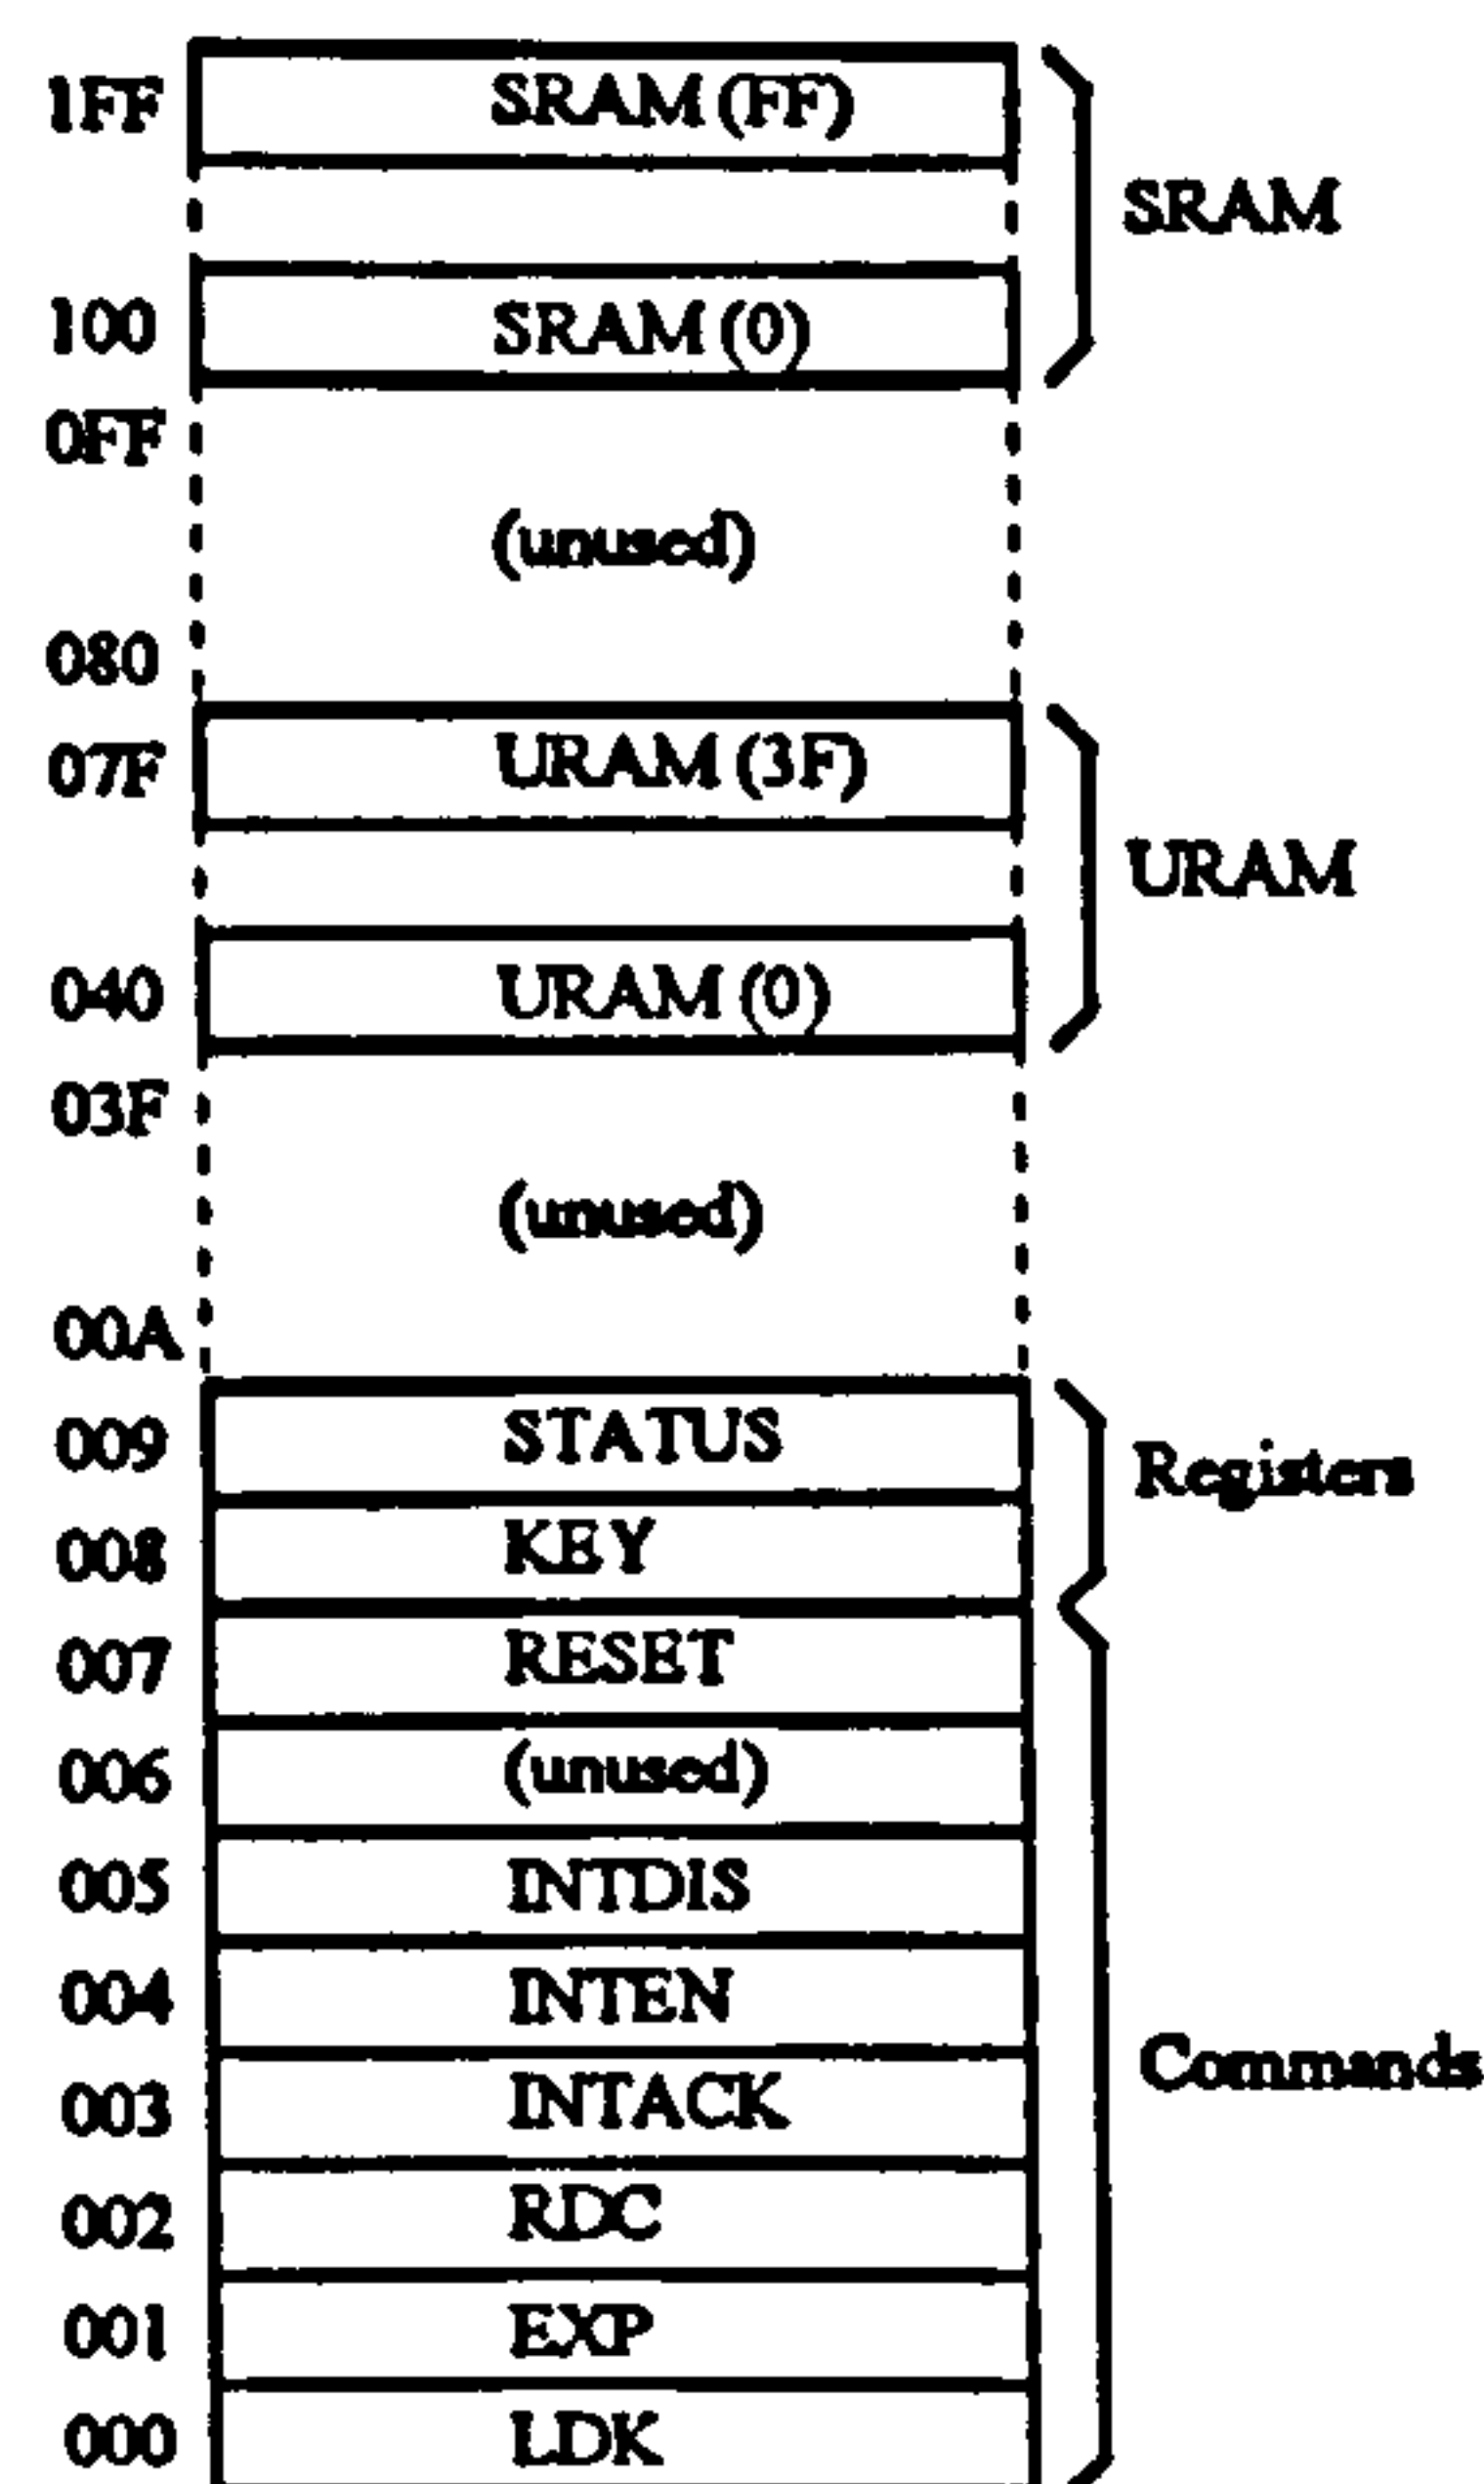 1FF SRAM (FF)
SRAM
100 SRAM (0)
0FF
(unused)
080
07F URAM (3F)
URAM
040 URAM (0)
03F
(unused)
00A
009 STATUS
Registers
008 KEY
007 RESET
006 (unused)
005 INTDIS
004 INTEN
Commands
003 INTACK
002 RDC
001 EXP
000 LDK